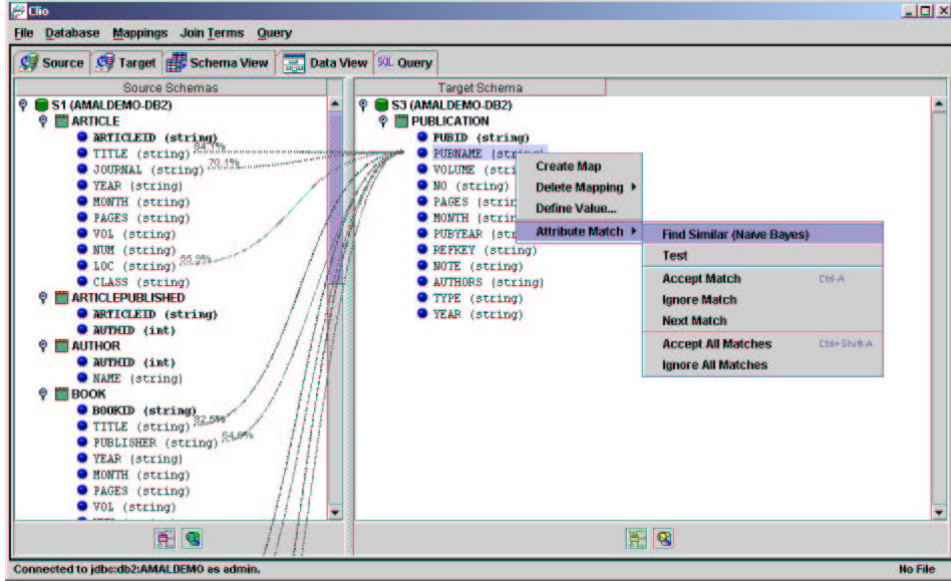 Clio
File Database Mappings Join Terms Query
Source Target Schema View Data View SQL Query
Source Schemas
S1 (AMALDEMO-DB2)
ARTICLE
ARTICLEID (string)
TITLE (string) 84.1%
JOURNAL (string) 70.1%
YEAR (string)
MONTH (string)
PAGES (string)
VOL (string)
NUM (string)
LOC (string)
CLASS (string)
ARTICLEPUBLISHED
ARTICLEID (string)
AUTHID (int)
AUTHOR
AUTHID (int)
NAME (string)
BOOK
BOOKID (string)
TITLE (string) 82.5%
PUBLISHER (string) 64.9%
YEAR (string)
MONTH (string)
PAGES (string)
VOL (string)
Target Schema
S3 (AMALDEMO-DB2)
PUBLICATION
PUBID (string)
PUBNAME (string)
VOLUME (stri
NO (string)
PAGES (strin
MONTH (strin
PUBYEAR (str
REFKEY (string)
NOTE (string)
AUTHORS (string)
TYPE (string)
YEAR (string)
Create Map
Delete Mapping
Define Value...
Attribute Match
Find Similar (Naive Bayes)
Test
Accept Match Ctrl-A
Ignore Match
Next Match
Accept All Matches Ctrl+Shift-A
Ignore All Matches
Connected to jdbc:db2:AMALDEMO as admin.
No File